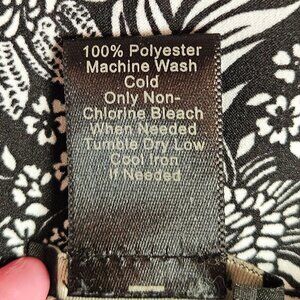 100% Polyester
Machine Wash
Cold
Only Non-
Chlorine Bleach
When Needed
Tumble Dry Low
Cool Iron
If Needed